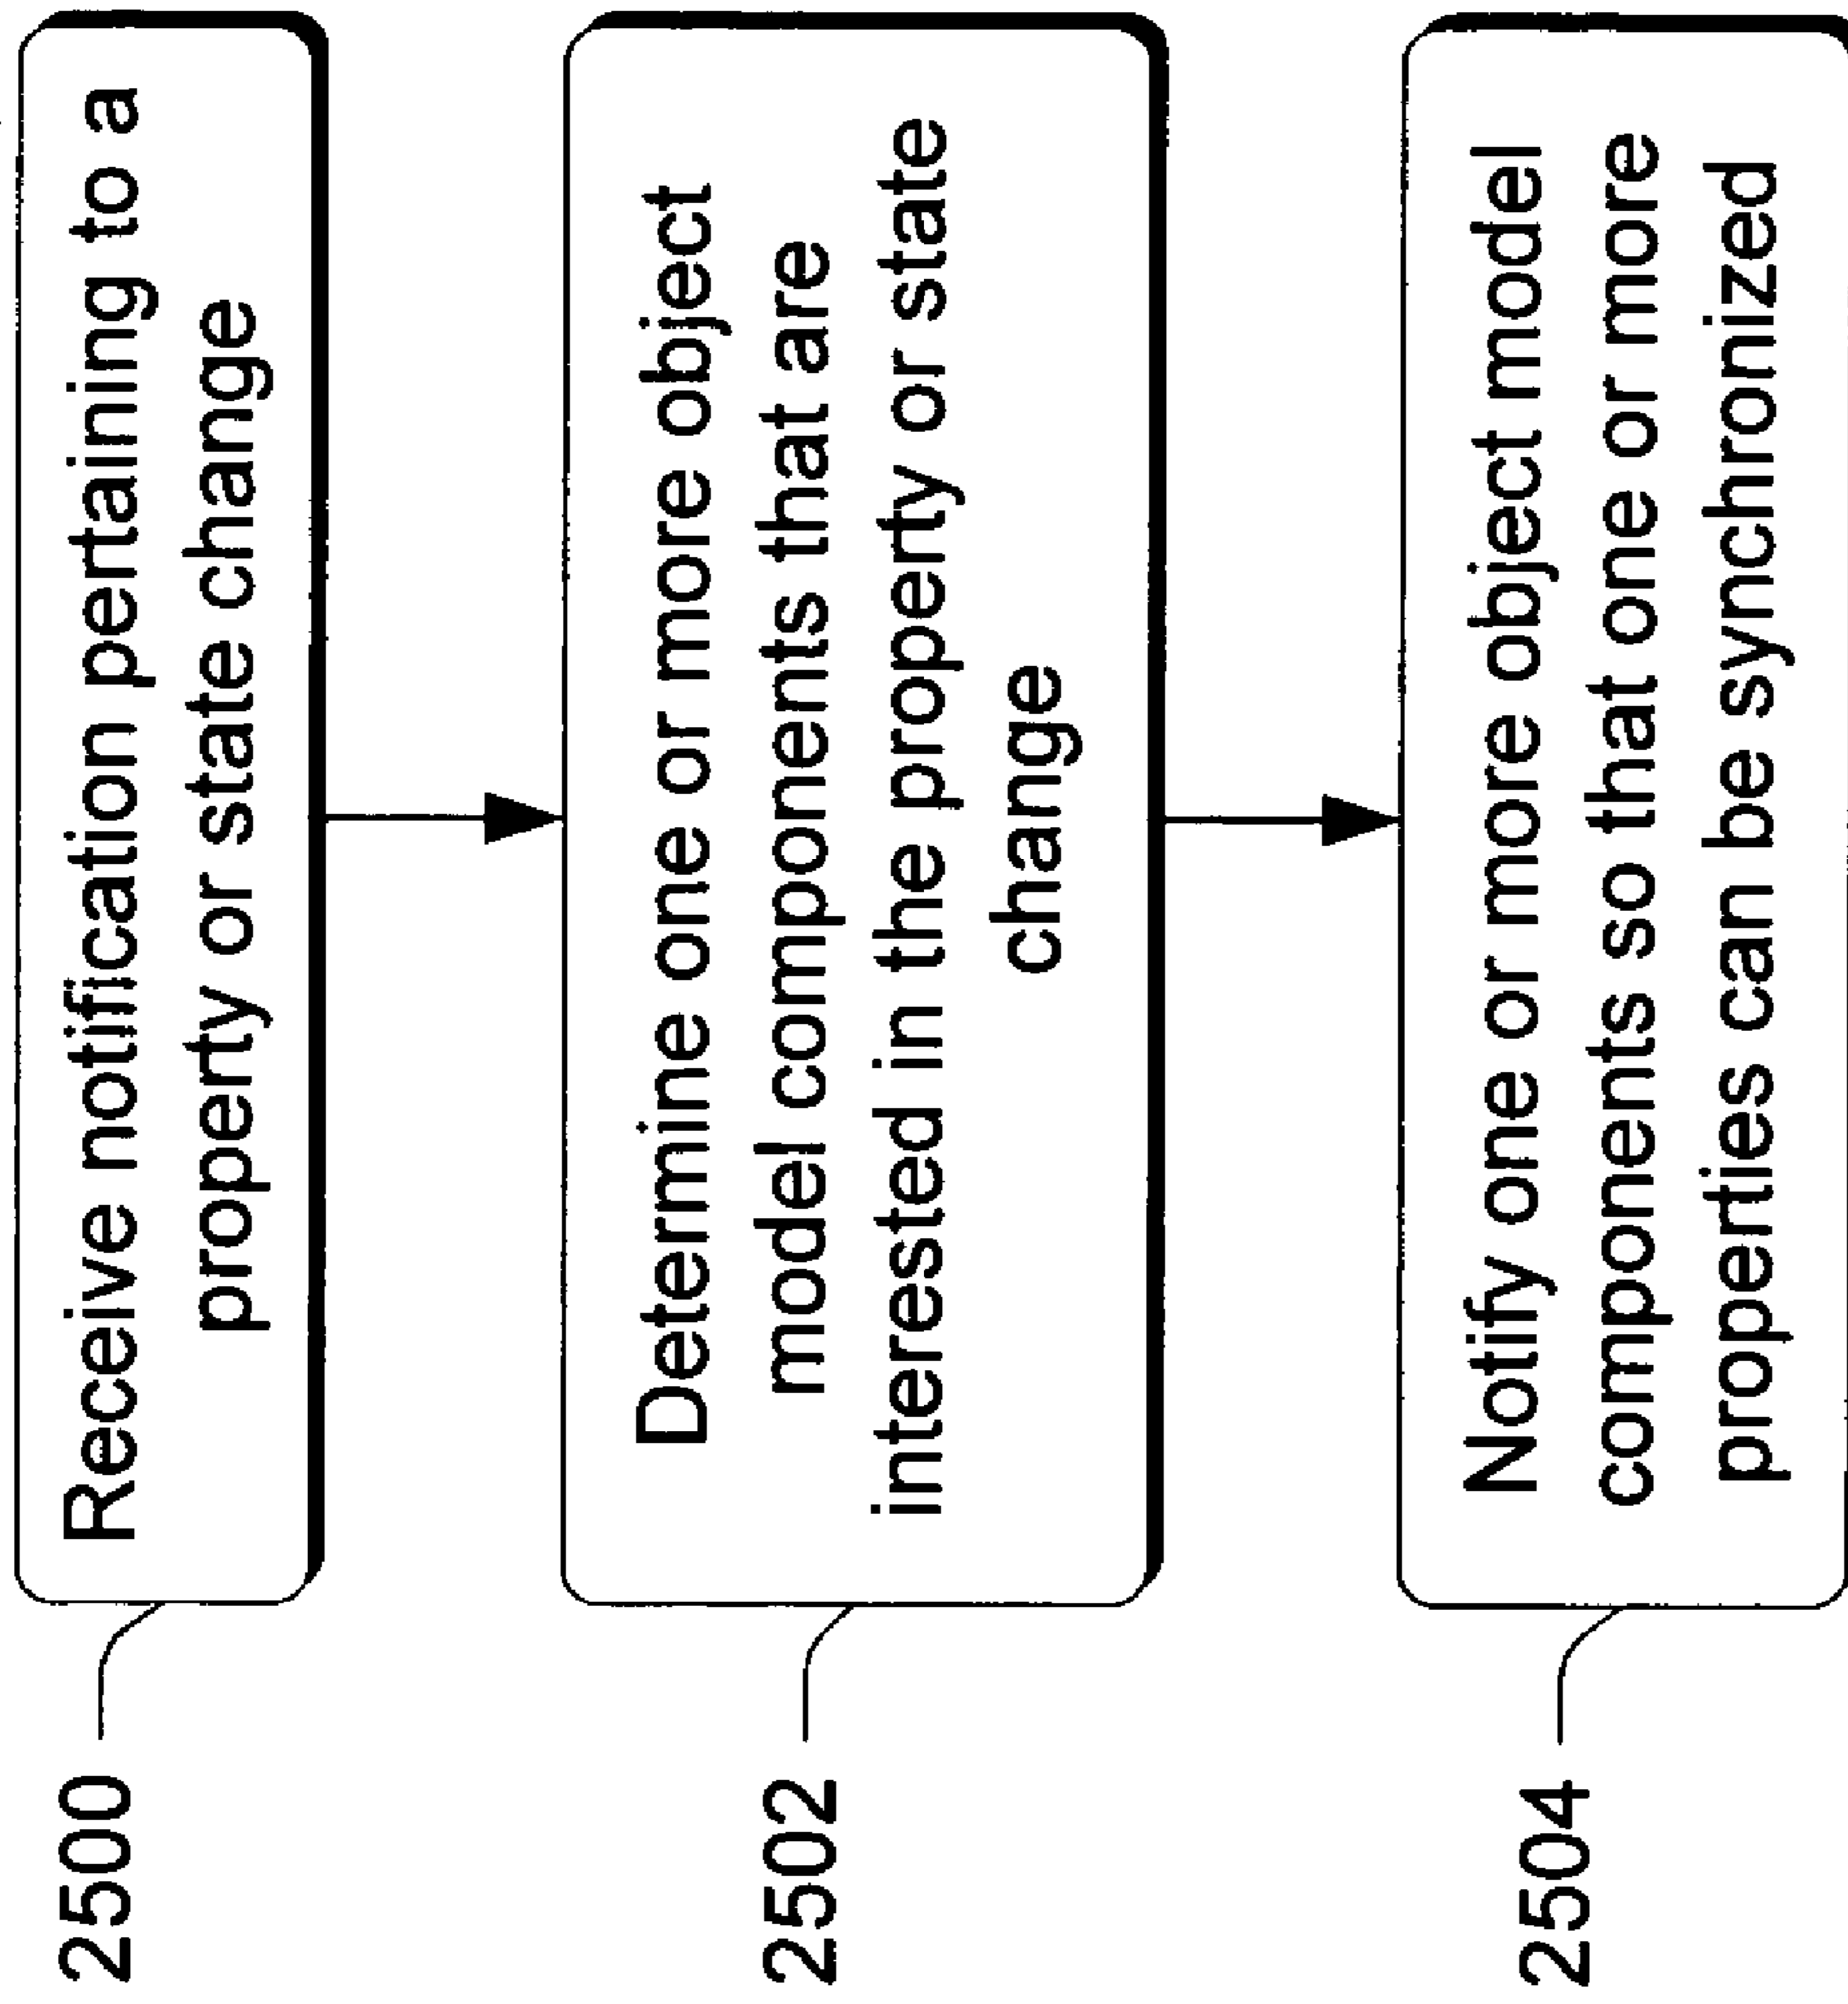 2500
Receive notification pertaining to a
property or state change
2502
Determine one or more object
model components that are
interested in the property or state
change
2504
Notify one or more object model
components so that one or more
properties can be synchronized